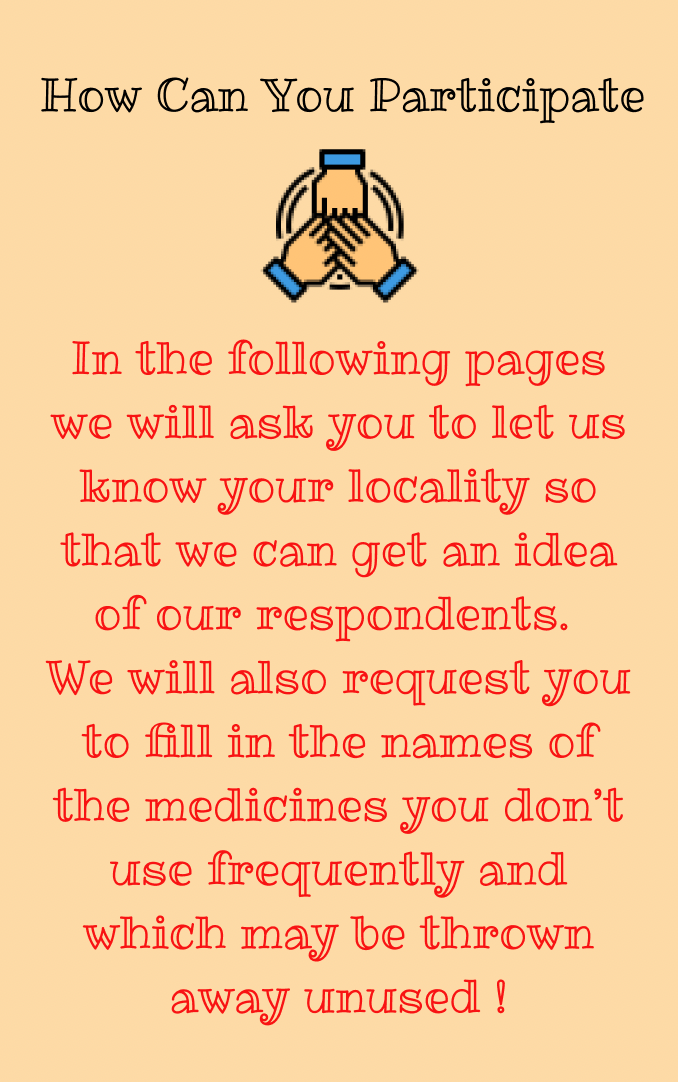 How Can You Participate
In the following pages
we will ask you to let us
know your locality so
that we can get an idea
of our respondents.
We will also request you
to fill in the names of
the medicines you don't
use frequently and
which may be thrown
away unused !